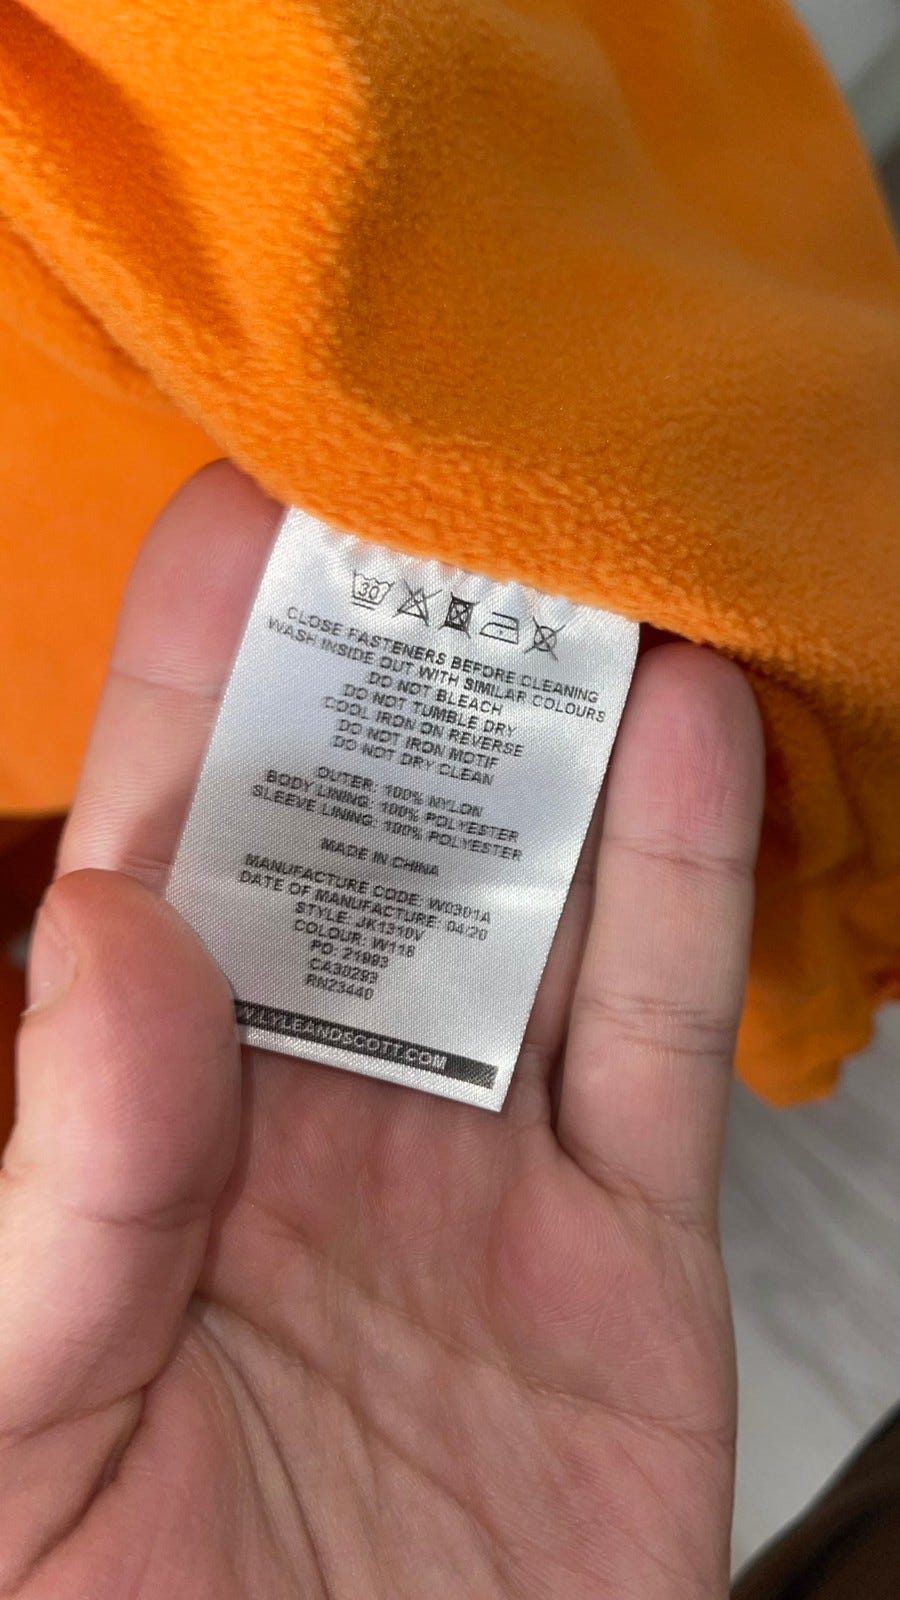 30
CLOSE FASTENERS BEFORE CLEANING
WASH INSIDE OUT WITH SIMILAR COLOURS
DO NOT BLEACH
DO NOT TUMBLE DRY
COOL IRON ON REVERSE
DO NOT IRON MOTIF
DO NOT DRY CLEAN
OUTER: 100% NYLON
BODY LINING: 100% POLYESTER
SLEEVE LINING: 100% POLYESTER
MADE IN CHINA
MANUFACTURE CODE: W0301A
DATE OF MANUFACTURE: 04/20
STYLE: JK1310V
COLOUR: W116
PO: 21993
CA30293
RN23440
W.LYLEANDSCOTT.COM